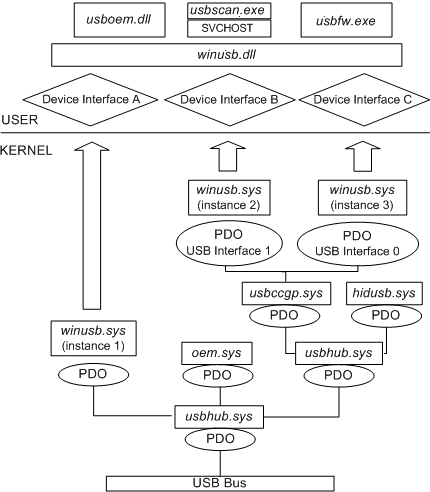 usboem.dll
usbscan.exe
SVCHOST
usbfw.exe
winusb.dll
Device Interface A
Device Interface B
Device Interface C
USER
KERNEL
winusb.sys
(instance 2)
winusb.sys
(instance 3)
PDO
USB Interface 1
PDO
USB Interface 0
usbccgp.sys
hidusb.sys
PDO
PDO
winusb.sys
(instance 1)
oem.sys
usbhub.sys
PDO
PDO
PDO
usbhub.sys
PDO
USB Bus